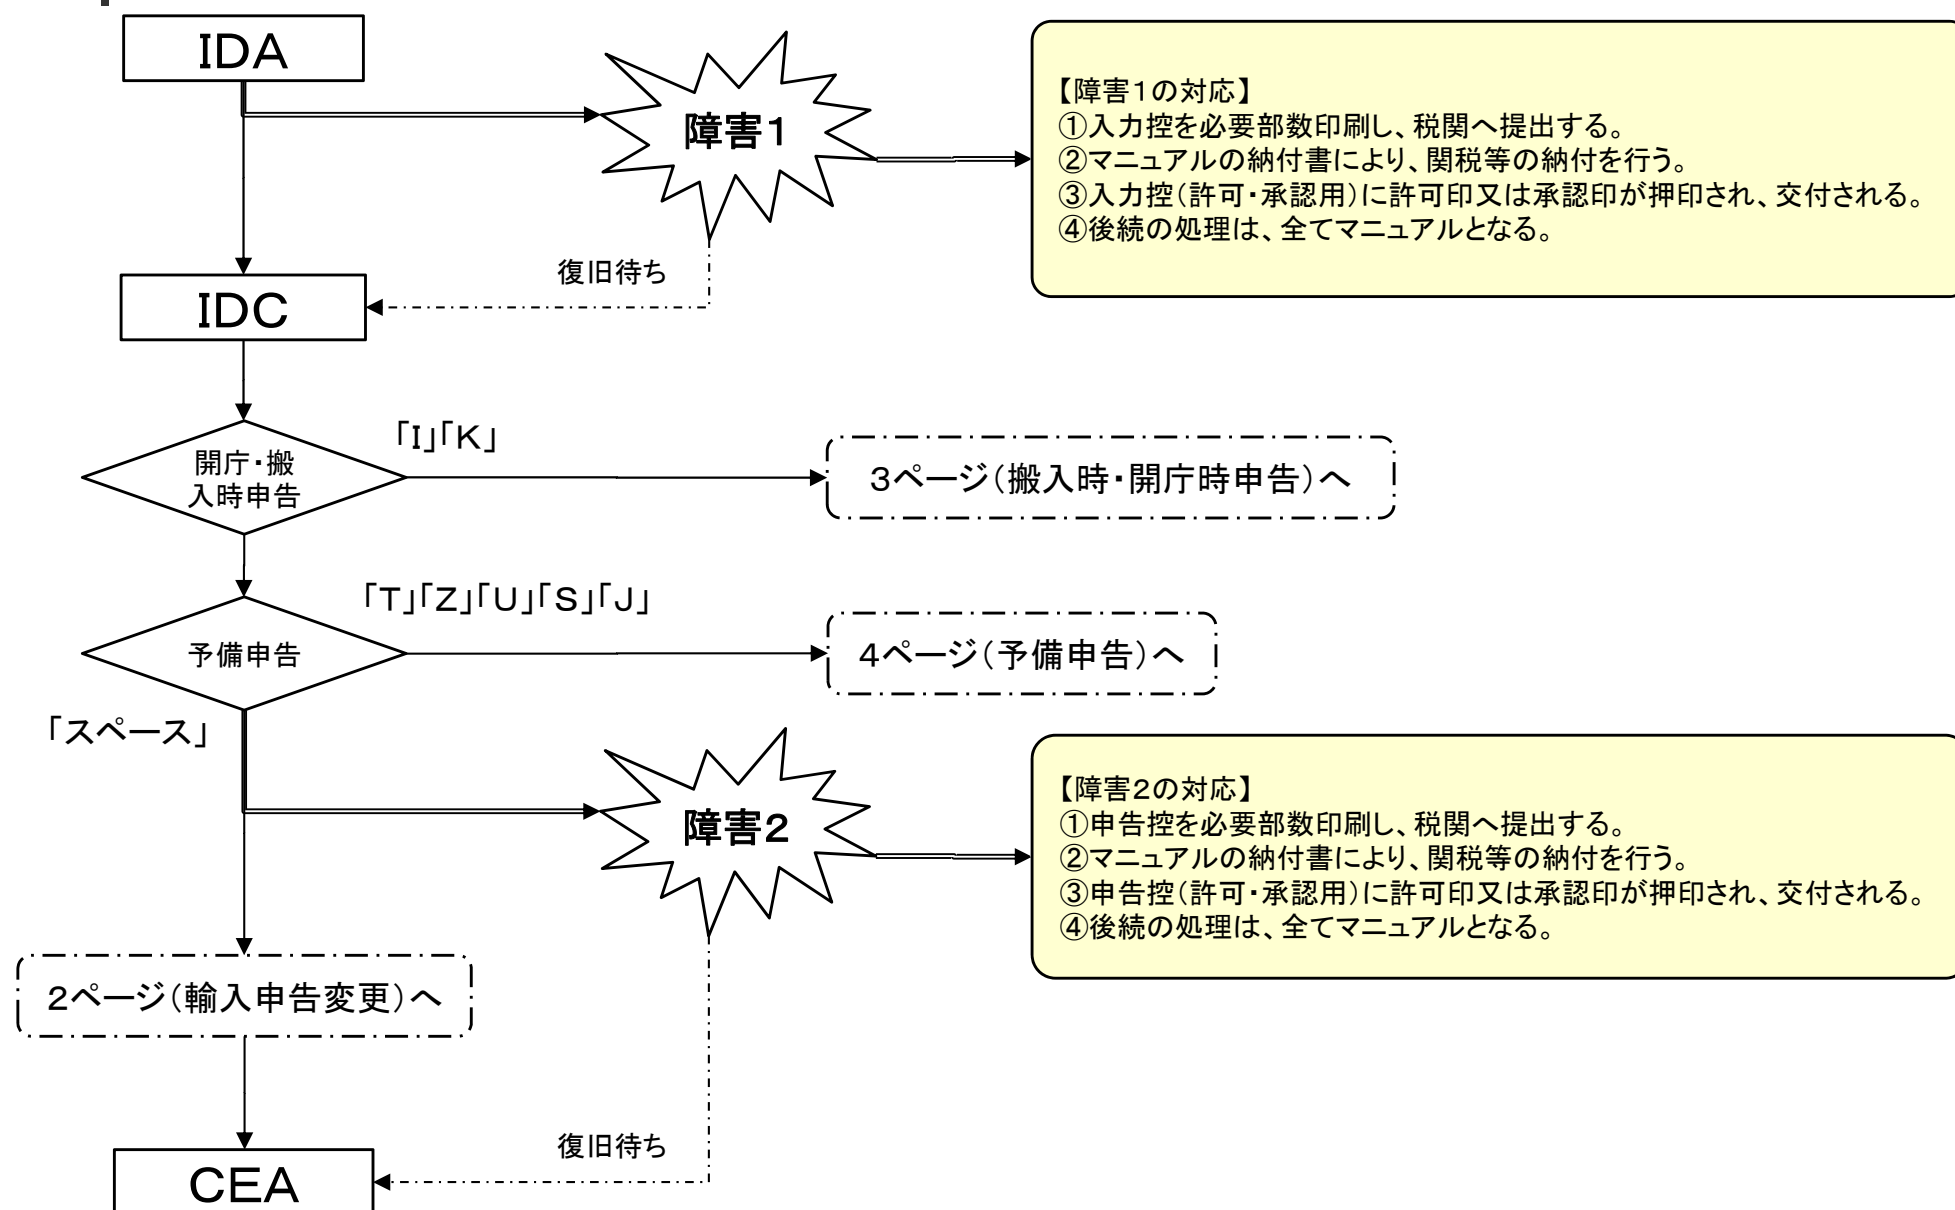 IDA
障害1
【障害1の対応】
①入力控を必要部数印刷し、税関へ提出する。
②マニュアルの納付書により、関税等の納付を行う。
③入力控(許可・承認用)に許可印又は承認印が押印され、交付される。
④後続の処理は、全てマニュアルとなる。
復旧待ち
IDC
「I」「K」
開庁・搬
入時申告
3ページ(搬入時・開庁時申告)へ
「T」「Z」「U」「S」「J」
予備申告
4ページ(予備申告)へ
「スペース」
障害2
【障害2の対応】
①申告控を必要部数印刷し、税関へ提出する。
②マニュアルの納付書により、関税等の納付を行う。
③申告控(許可・承認用)に許可印又は承認印が押印され、交付される。
④後続の処理は、全てマニュアルとなる。
2ページ(輸入申告変更)へ
復旧待ち
CEA